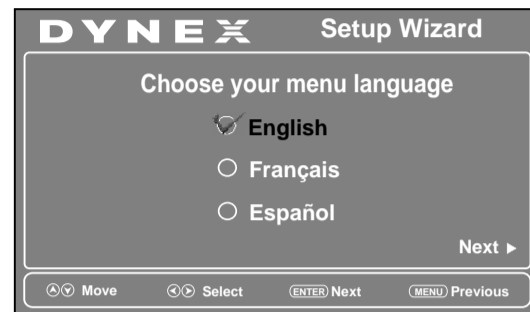 DYNEX Setup Wizard
Choose your menu language
English
Français
Español
Next ▸
Move Select ENTER Next MENU Previous